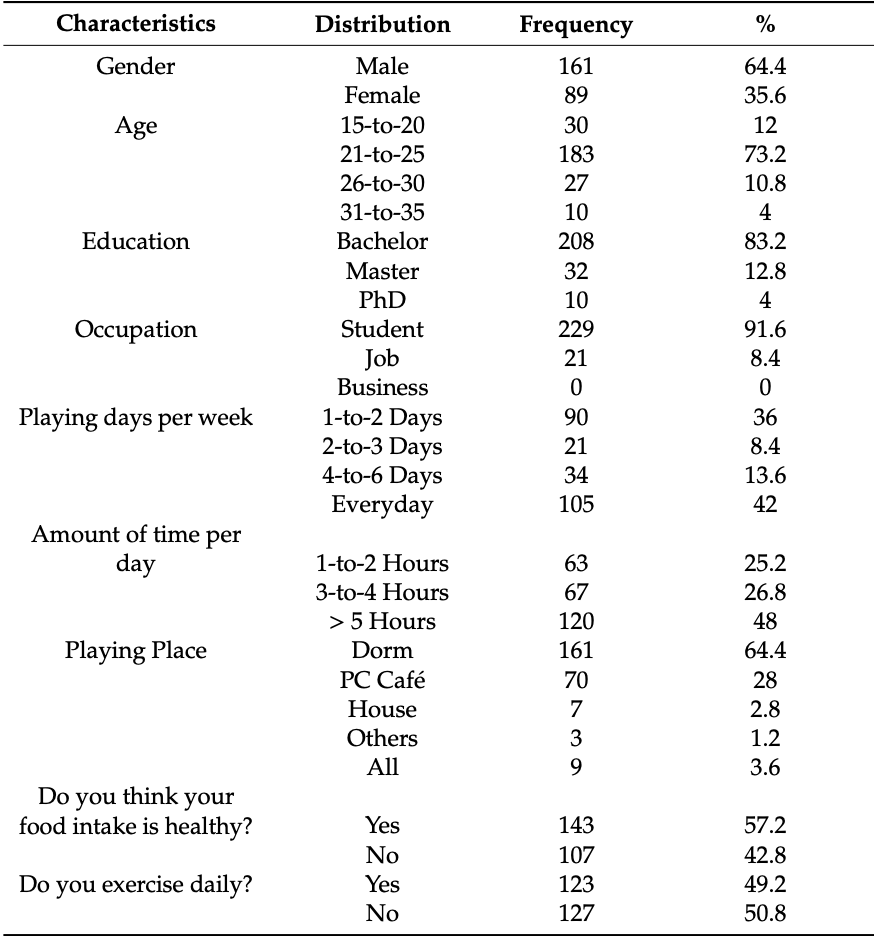 Characteristics Distribution Frequency %
Gender Male 161 64.4
Female 89 35.6
Age 15-to-20 30 12
21-to-25 183 73.2
26-to-30 27 10.8
31-to-35 10 4
Education Bachelor 208 83.2
Master 32 12.8
PhD 10 4
Occupation Student 229 91.6
Job 21 8.4
Business 0 0
Playing days per week 1-to-2 Days 90 36
2-to-3 Days 21 8.4
4-to-6 Days 34 13.6
Everyday 105 42
Amount of time per
day 1-to-2 Hours 63 25.2
3-to-4 Hours 67 26.8
> 5 Hours 120 48
Playing Place Dorm 161 64.4
PC Café 70 28
House 7 2.8
Others 3 1.2
All 9 3.6
Do you think your
food intake is healthy? Yes 143 57.2
No 107 42.8
Do you exercise daily? Yes 123 49.2
No 127 50.8